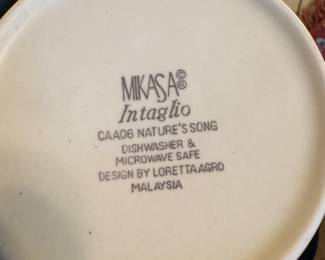 MIKASA©®
Intaglio
CAA06 NATURE'S SONG
DISHWASHER &
MICROWAVE SAFE
DESIGN BY LORETTA AGRO
MALAYSIA